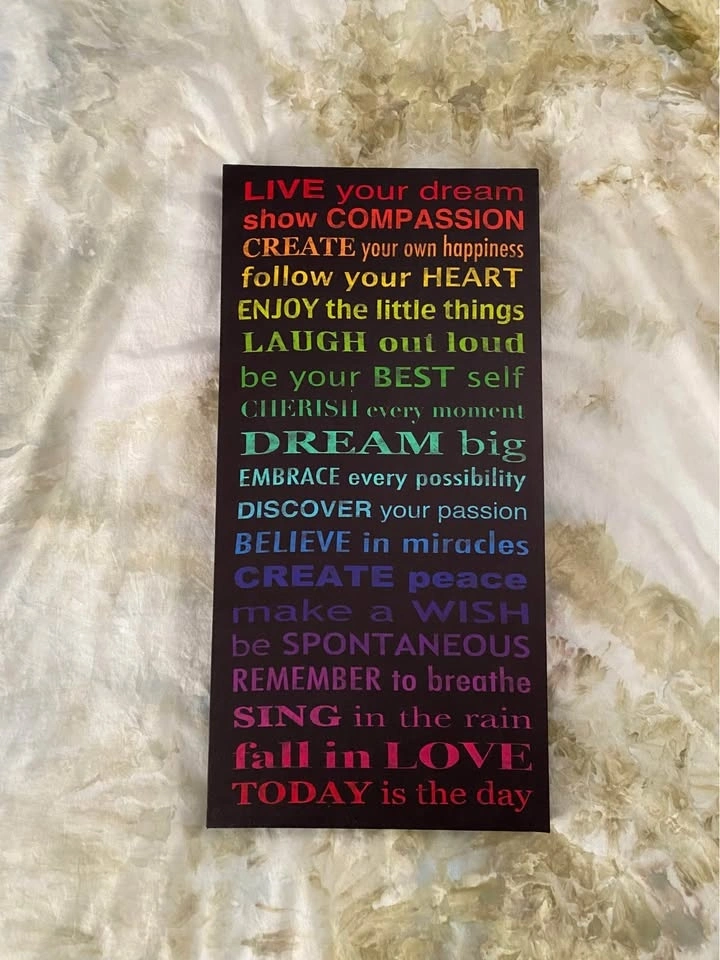 LIVE your dream
show COMPASSION
CREATE your own happiness
follow your HEART
ENJOY the little things
LAUGH out loud
be your BEST self
CHERISH every moment
DREAM big
EMBRACE every possibility
DISCOVER your passion
BELIEVE in miracles
CREATE peace
make a WISH
be SPONTANEOUS
REMEMBER to breathe
SING in the rain
fall in LOVE
TODAY is the day